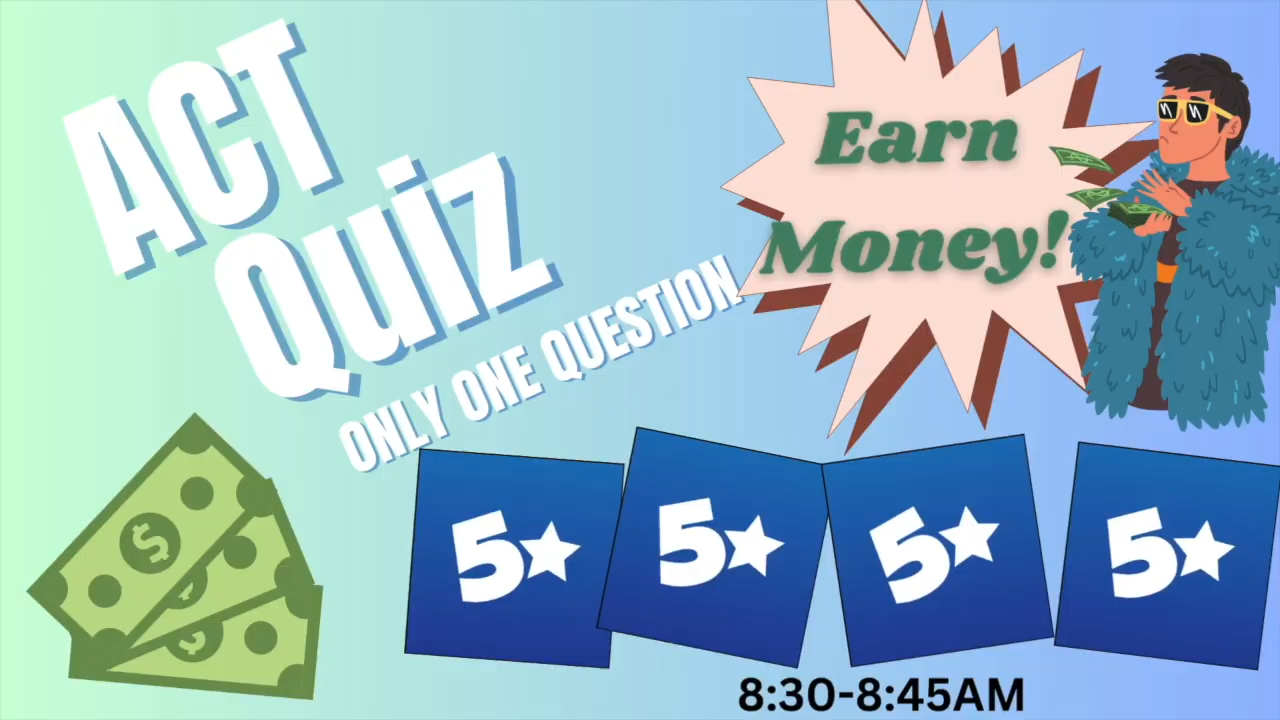 ACT
Quiz
ONLY ONE QUESTION
Earn
Money!
$
$
$
5★
5★
5★
5★
8:30-8:45AM